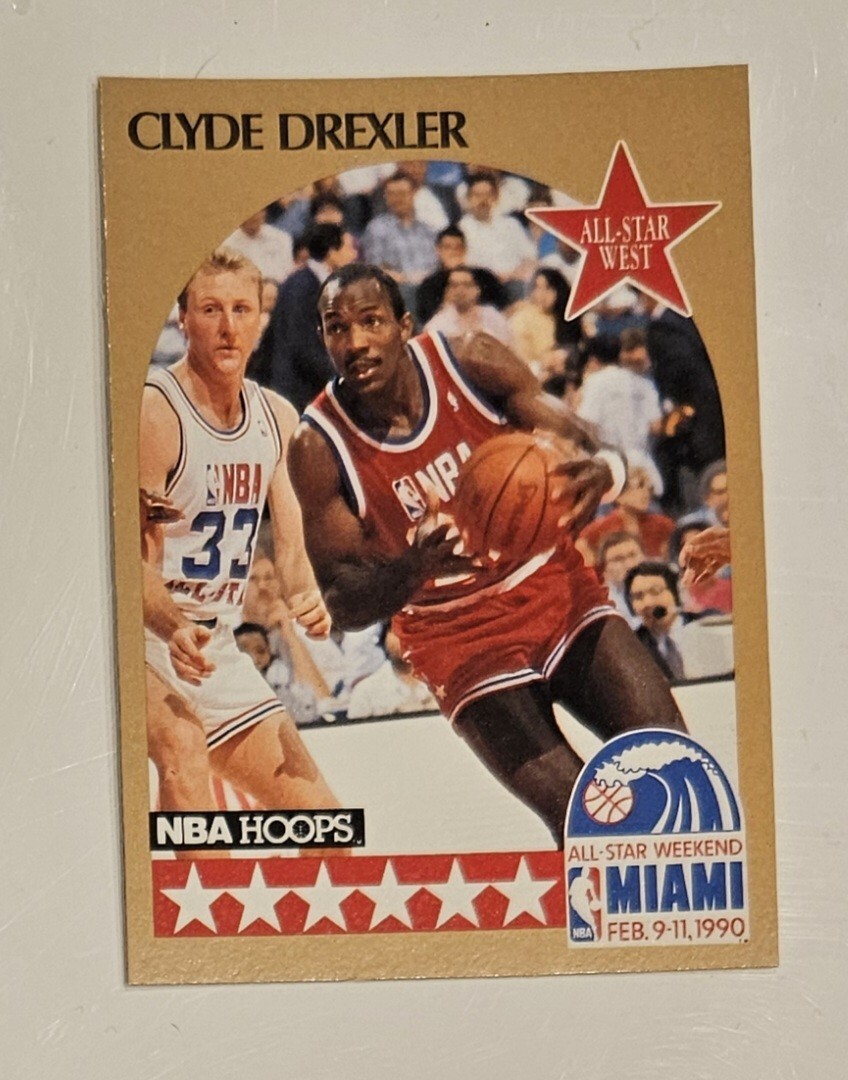 CLYDE DREXLER
ALL-STAR
WEST
NBA
33
NBA
NBA HOOPS
ALL-STAR WEEKEND
MIAMI
NBA
FEB. 9-11, 1990